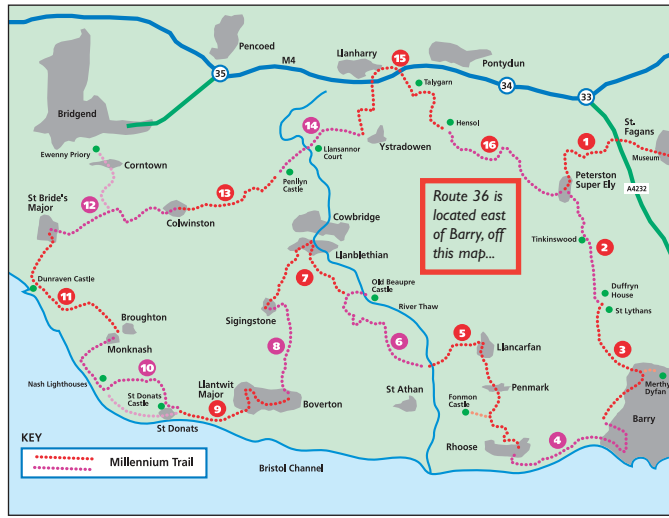 Pencoed
35
M4
Llanharry
15
Pontyclun
Talygarn
34
33
Bridgend
Hensol
St.
Fagans
1
Museum
14
Llansannor
Court
Ystradowen
16
Ewenny Priory
Corntown
Penllyn
Castle
Peterston
Super Ely
A4232
St Bride's
Major
12
13
Colwinston
Route 36 is
located east
of Barry, off
this map...
Cowbridge
Llanblethian
Tinkinswood
2
Dunraven Castle
11
7
Old Beaupre
Castle
River Thaw
Duffryn
House
St Lythans
Broughton
Sigingstone
Monknash
8
6
5
Llancarfan
3
10
Nash Lighthouses
St Donats
Castle
Llantwit
Major
9
Boverton
St Athan
Fonmon
Castle
Penmark
Merthyr
Dyfan
Barry
St Donats
Rhoose
4
KEY
Millennium Trail
Bristol Channel